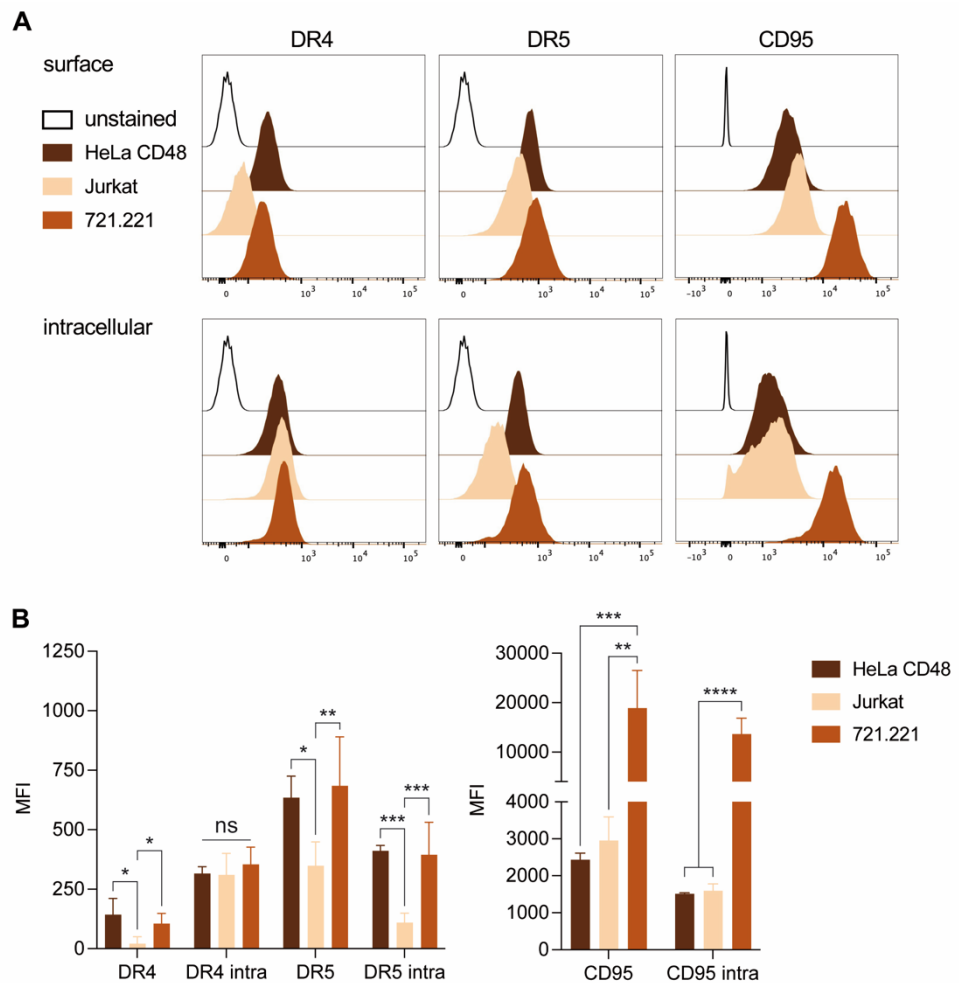 A
DR4 DR5 CD95
surface
unstained
HeLa CD48
Jurkat
721.221
0 10³ 10⁴ 10⁵ 0 10³ 10⁴ 10⁵ -10³ 0 10³ 10⁴ 10⁵
intracellular
0 10³ 10⁴ 10⁵ 0 10³ 10⁴ 10⁵ -10³ 0 10³ 10⁴ 10⁵
B
1250
1000
750
500
250
0
MFI
* * ns * ** *** ***
DR4 DR4 intra DR5 DR5 intra
30000
20000
10000
4000
3000
2000
1000
0
MFI
*** ** ****
CD95 CD95 intra
HeLa CD48
Jurkat
721.221